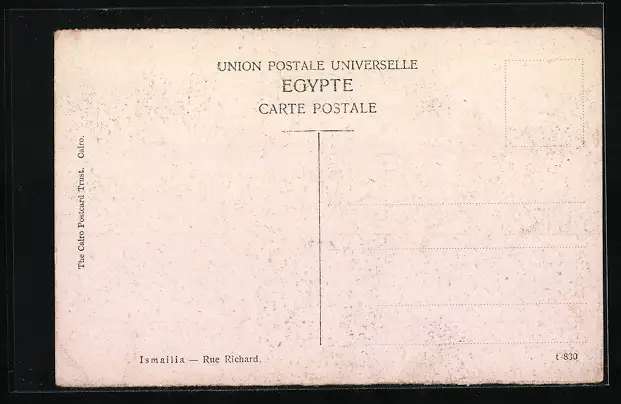 UNION POSTALE UNIVERSELLE
EGYPTE
CARTE POSTALE
The Cairo Postcard Trust. Cairo.
Ismailia — Rue Richard.
t-830